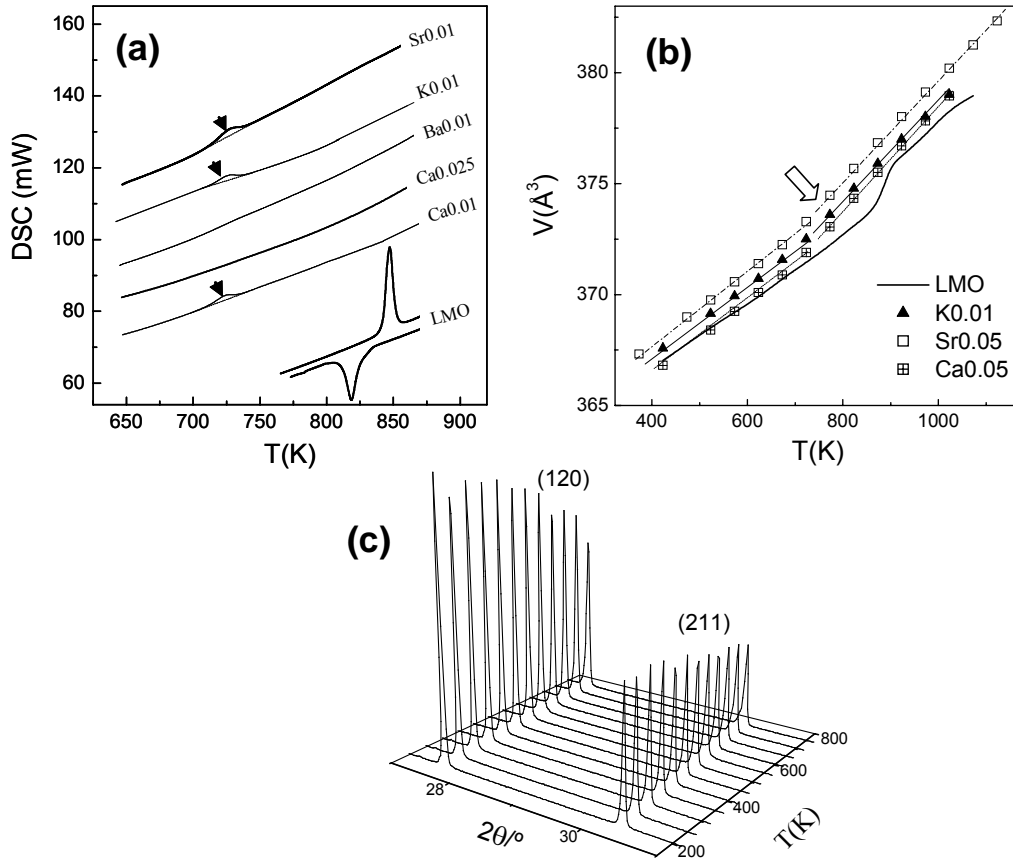 (a)
DSC (mW)
160
140
120
100
80
60
Sr0.01
K0.01
Ba0.01
Ca0.025
Ca0.01
LMO
650 700 750 800 850 900
T(K)
(b)
V(Å³)
380
375
370
365
LMO
K0.01
Sr0.05
Ca0.05
400 600 800 1000
T(K)
(c)
(120)
(211)
28
30
2θ/°
200
400
600
800
T(K)